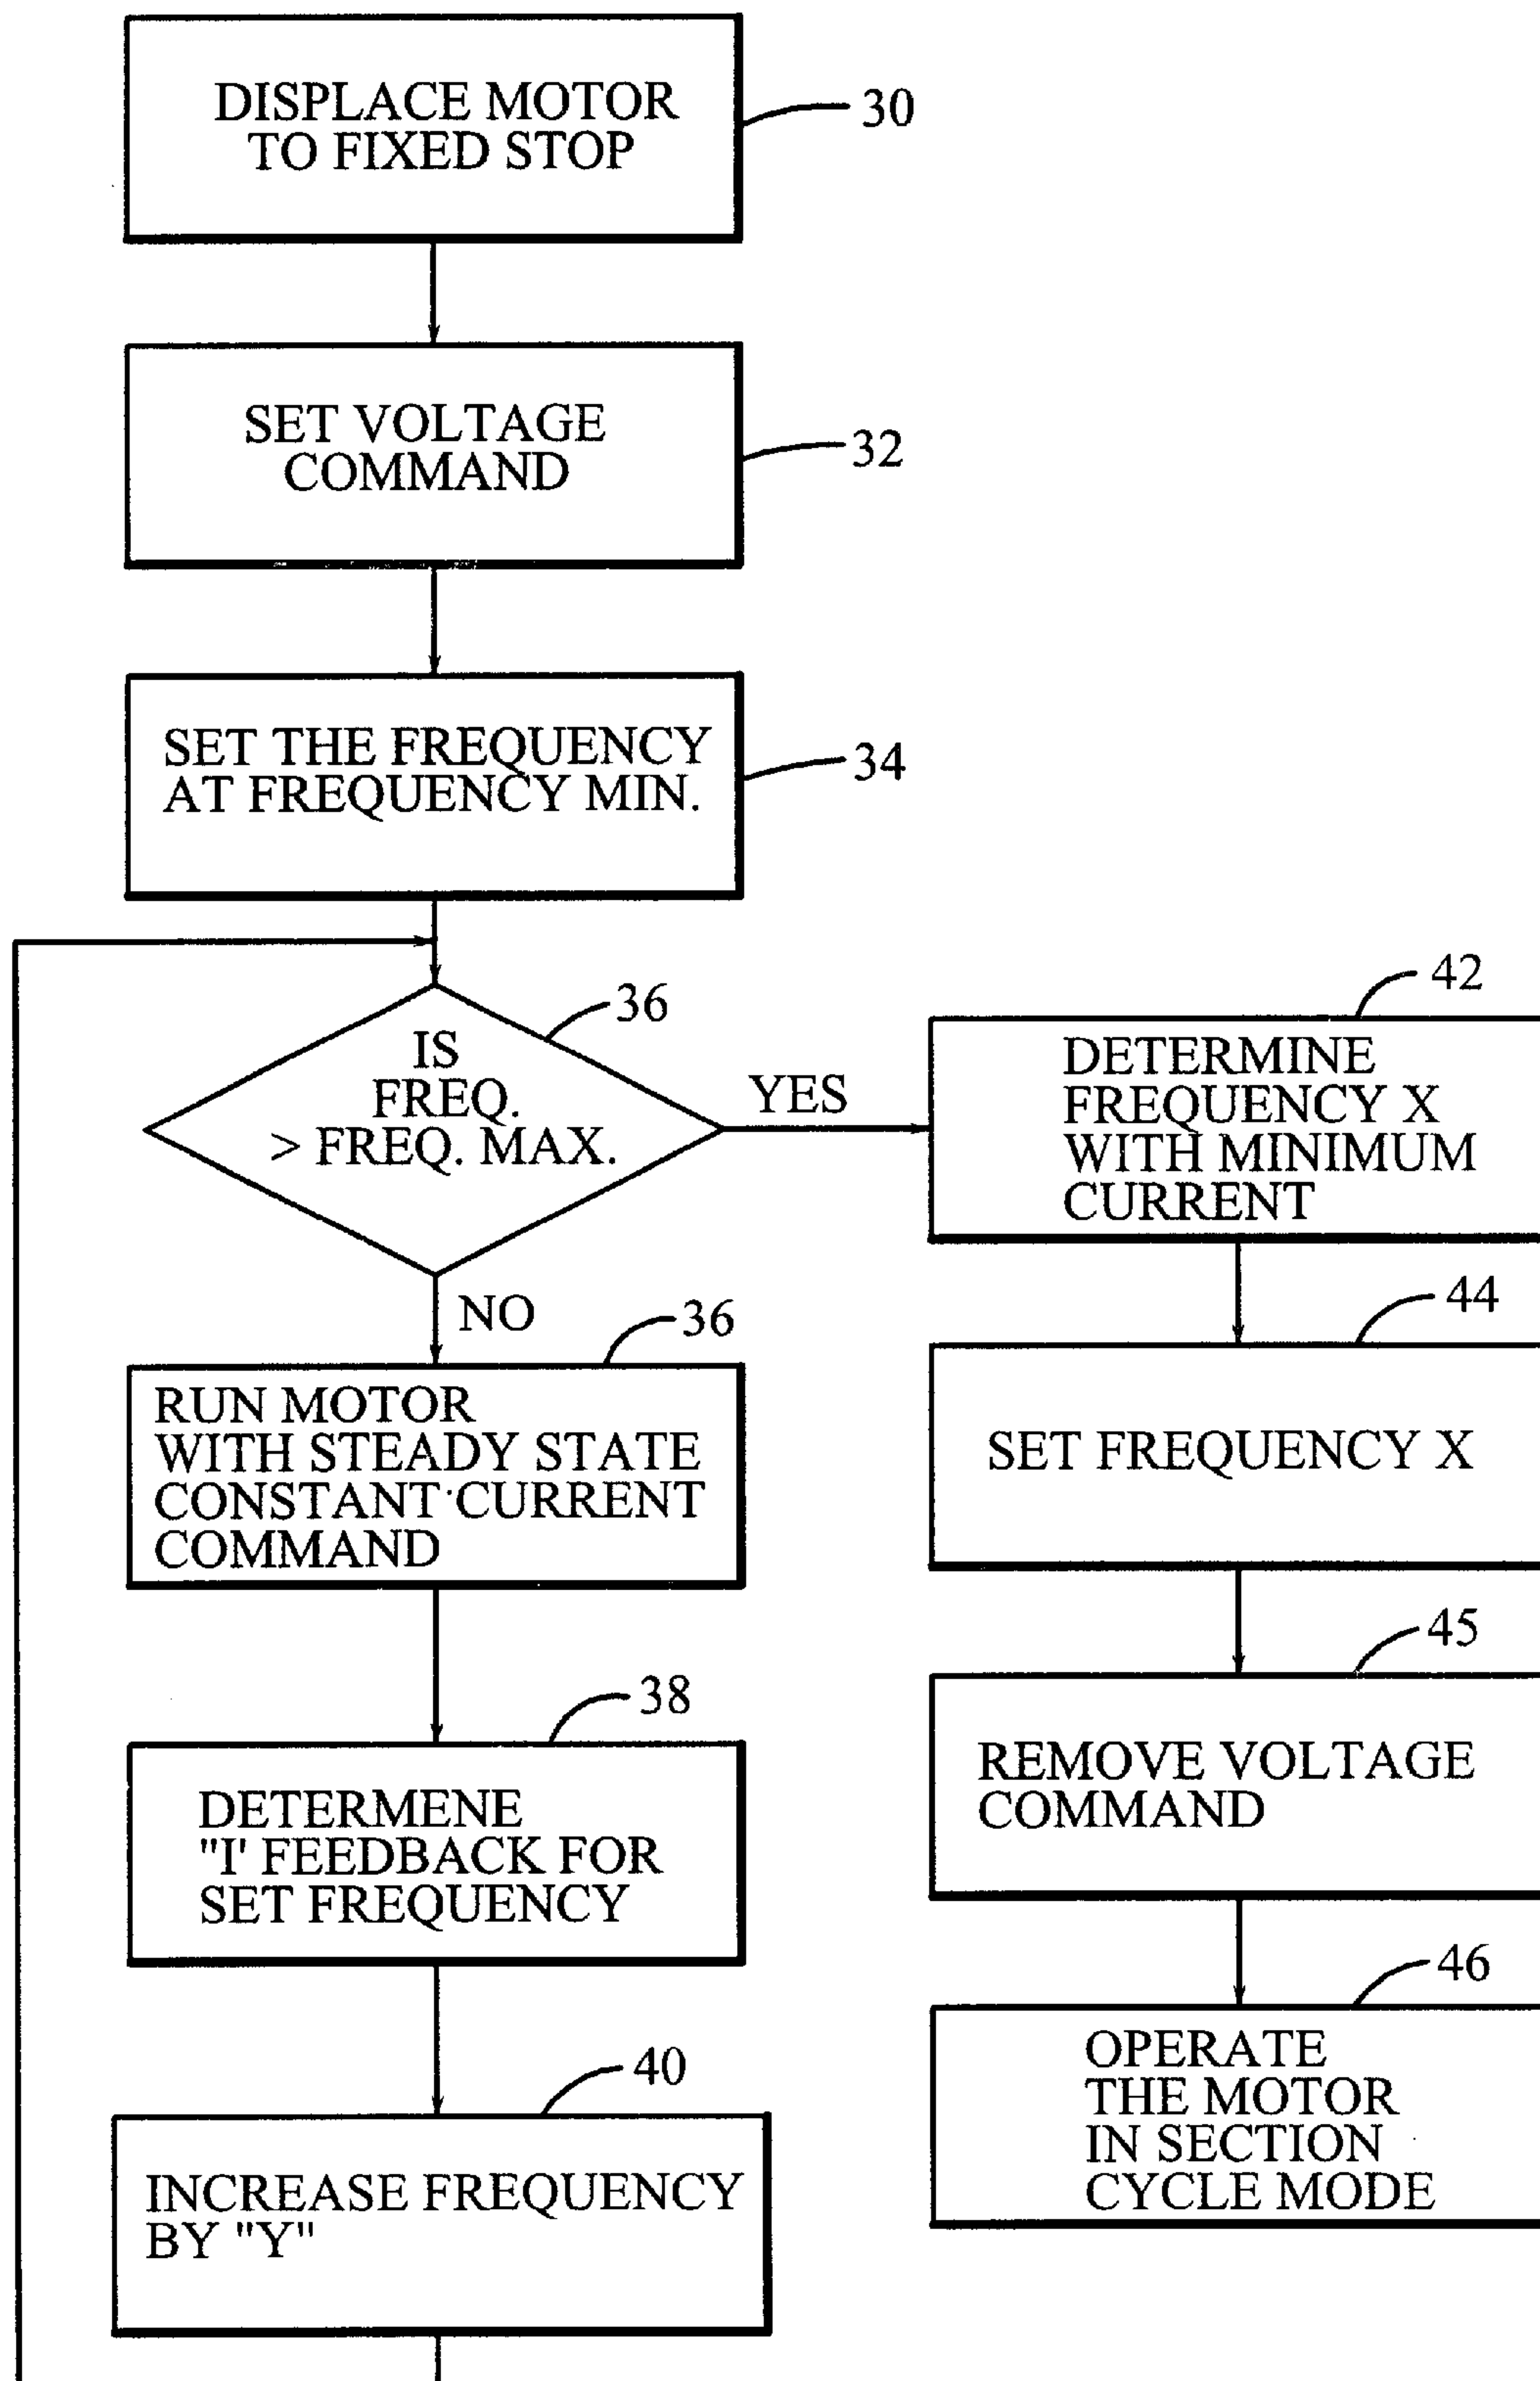 DISPLACE MOTOR
TO FIXED STOP
30
SET VOLTAGE
COMMAND
32
SET THE FREQUENCY
AT FREQUENCY MIN.
34
IS
FREQ.
> FREQ. MAX.
36
YES
NO
RUN MOTOR
WITH STEADY STATE
CONSTANT CURRENT
COMMAND
36
DETERMENE
"I' FEEDBACK FOR
SET FREQUENCY
38
INCREASE FREQUENCY
BY "Y"
40
DETERMINE
FREQUENCY X
WITH MINIMUM
CURRENT
42
SET FREQUENCY X
44
REMOVE VOLTAGE
COMMAND
45
OPERATE
THE MOTOR
IN SECTION
CYCLE MODE
46